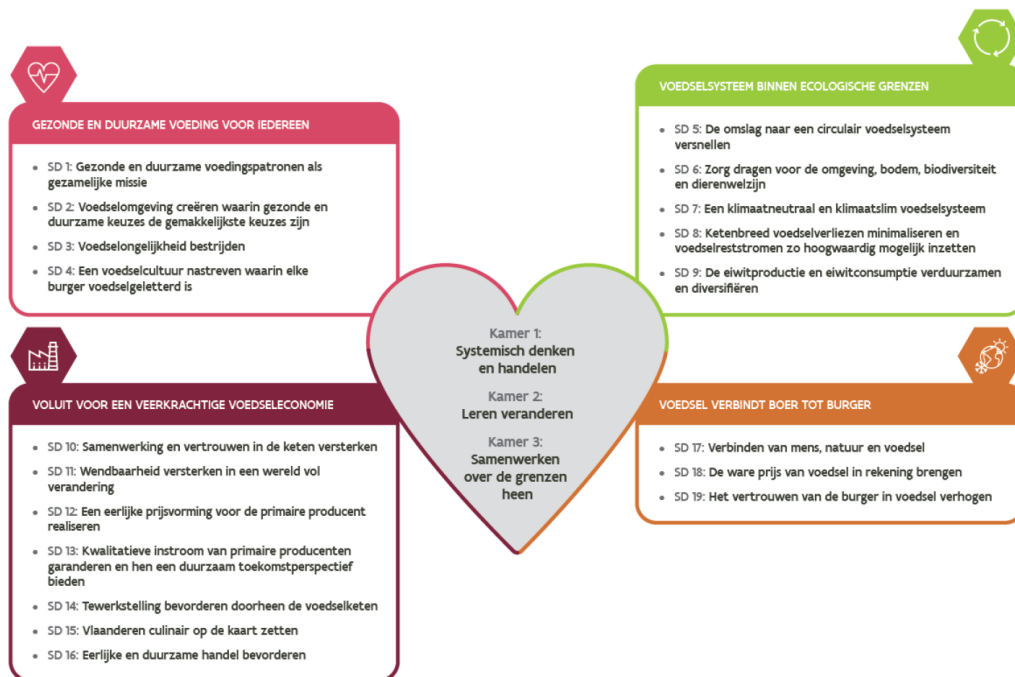 GEZONDE EN DUURZAME VOEDING VOOR IEDEREEN
• SD 1: Gezonde en duurzame voedingspatronen als
gezamelijke missie
• SD 2: Voedselomgeving creëren waarin gezonde en
duurzame keuzes de gemakkelijkste keuzes zijn
• SD 3: Voedselongelijkheid bestrijden
• SD 4: Een voedselcultuur nastreven waarin elke
burger voedselgeletterd is
VOEDSELSYSTEEM BINNEN ECOLOGISCHE GRENZEN
• SD 5: De omslag naar een circulair voedselsysteem
versnellen
• SD 6: Zorg dragen voor de omgeving, bodem, biodiversiteit
en dierenwelzijn
• SD 7: Een klimaatneutraal en klimaatslim voedselsysteem
• SD 8: Ketenbreed voedselverliezen minimaliseren en
voedselreststromen zo hoogwaardig mogelijk inzetten
• SD 9: De eiwitproductie en eiwitconsumptie verduurzamen
en diversifiëren
Kamer 1:
Systemisch denken
en handelen
Kamer 2:
Leren veranderen
Kamer 3:
Samenwerken
over de grenzen
heen
VOLUIT VOOR EEN VEERKRACHTIGE VOEDSELECONOMIE
• SD 10: Samenwerking en vertrouwen in de keten versterken
• SD 11: Wendbaarheid versterken in een wereld vol
verandering
• SD 12: Een eerlijke prijsvorming voor de primaire producent
realiseren
• SD 13: Kwalitatieve instroom van primaire producenten
garanderen en hen een duurzaam toekomstperspectief
bieden
• SD 14: Tewerkstelling bevorderen doorheen de voedselketen
• SD 15: Vlaanderen culinair op de kaart zetten
• SD 16: Eerlijke en duurzame handel bevorderen
VOEDSEL VERBINDT BOER TOT BURGER
• SD 17: Verbinden van mens, natuur en voedsel
• SD 18: De ware prijs van voedsel in rekening brengen
• SD 19: Het vertrouwen van de burger in voedsel verhogen